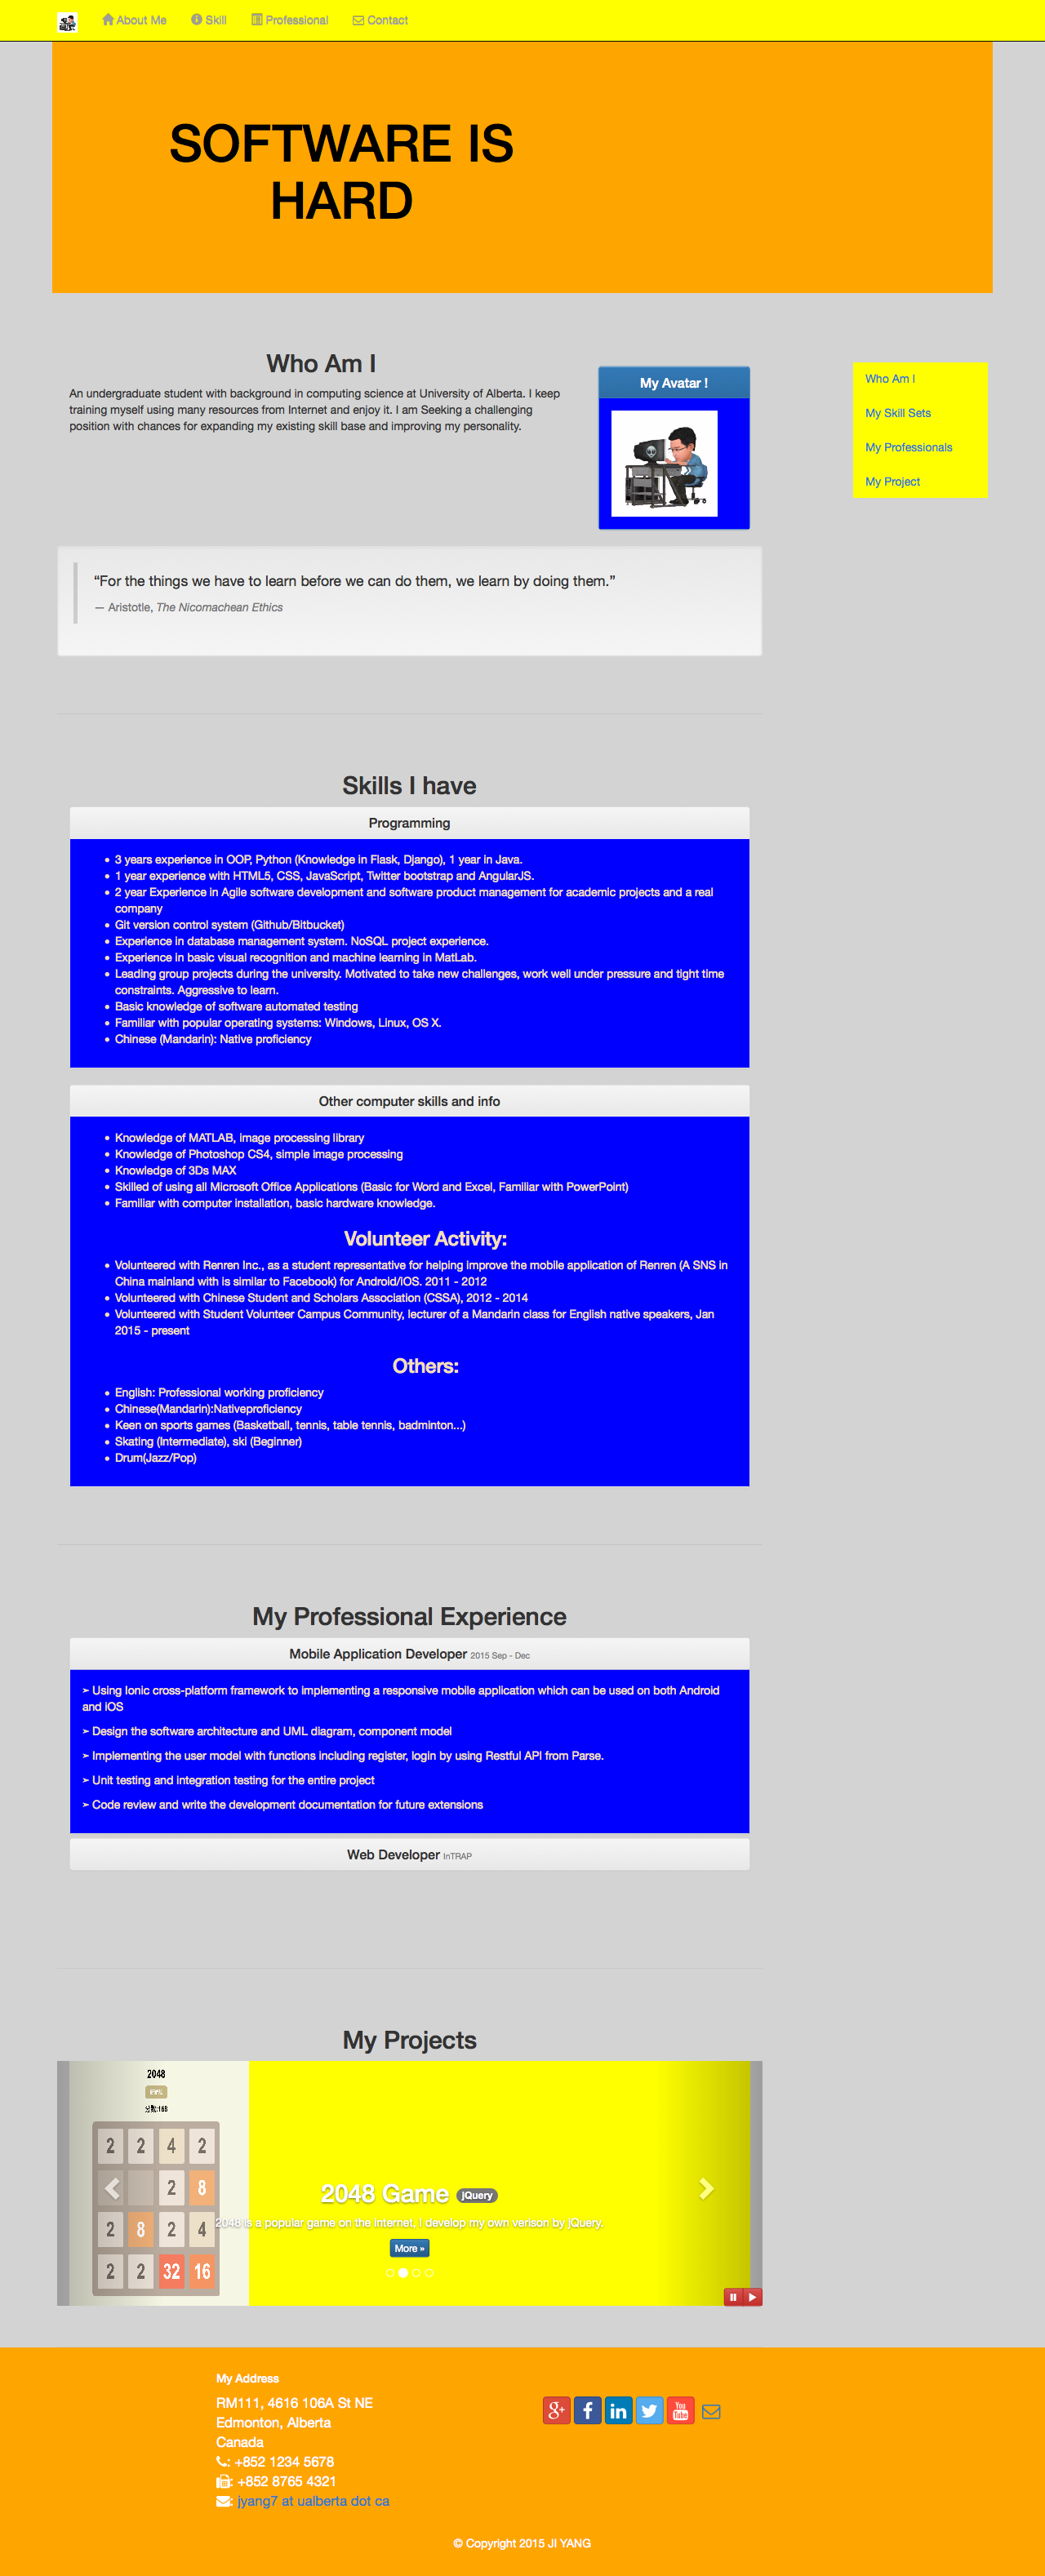 About Me Skill Professional Contact
SOFTWARE IS
HARD
Who Am I
An undergraduate student with background in computing science at University of Alberta. I keep
training myself using many resources from Internet and enjoy it. I am Seeking a challenging
position with chances for expanding my existing skill base and improving my personality.
My Avatar !
Who Am I
My Skill Sets
My Professionals
My Project
“For the things we have to learn before we can do them, we learn by doing them.”
— Aristotle, The Nicomachean Ethics
Skills I have
Programming
• 3 years experience in OOP, Python (Knowledge in Flask, Django), 1 year in Java.
• 1 year experience with HTML5, CSS, JavaScript, Twitter bootstrap and AngularJS.
• 2 year Experience in Agile software development and software product management for academic projects and a real
company
• Git version control system (Github/Bitbucket)
• Experience in database management system. NoSQL project experience.
• Experience in basic visual recognition and machine learning in MatLab.
• Leading group projects during the university. Motivated to take new challenges, work well under pressure and tight time
constraints. Aggressive to learn.
• Basic knowledge of software automated testing
• Familiar with popular operating systems: Windows, Linux, OS X.
• Chinese (Mandarin): Native proficiency
Other computer skills and info
• Knowledge of MATLAB, image processing library
• Knowledge of Photoshop CS4, simple image processing
• Knowledge of 3Ds MAX
• Skilled of using all Microsoft Office Applications (Basic for Word and Excel, Familiar with PowerPoint)
• Familiar with computer installation, basic hardware knowledge.
Volunteer Activity:
• Volunteered with Renren Inc., as a student representative for helping improve the mobile application of Renren (A SNS in
China mainland with is similar to Facebook) for Android/iOS. 2011 - 2012
• Volunteered with Chinese Student and Scholars Association (CSSA), 2012 - 2014
• Volunteered with Student Volunteer Campus Community, lecturer of a Mandarin class for English native speakers, Jan
2015 - present
Others:
• English: Professional working proficiency
• Chinese(Mandarin):Nativeproficiency
• Keen on sports games (Basketball, tennis, table tennis, badminton...)
• Skating (Intermediate), ski (Beginner)
• Drum(Jazz/Pop)
My Professional Experience
Mobile Application Developer 2015 Sep - Dec
➢ Using Ionic cross-platform framework to implementing a responsive mobile application which can be used on both Android
and iOS
➢ Design the software architecture and UML diagram, component model
➢ Implementing the user model with functions including register, login by using Restful API from Parse.
➢ Unit testing and integration testing for the entire project
➢ Code review and write the development documentation for future extensions
Web Developer InTRAP
My Projects
2048
2 2 4 2
2 8
2 8 2 4
2 2 32 16
2048 Game jQuery
2048 is a popular game on the Internet, I develop my own verison by jQuery.
More »
My Address
RM111, 4616 106A St NE
Edmonton, Alberta
Canada
: +852 1234 5678
: +852 8765 4321
: jyang7 at ualberta dot ca
g+ f in You Tube
© Copyright 2015 JI YANG